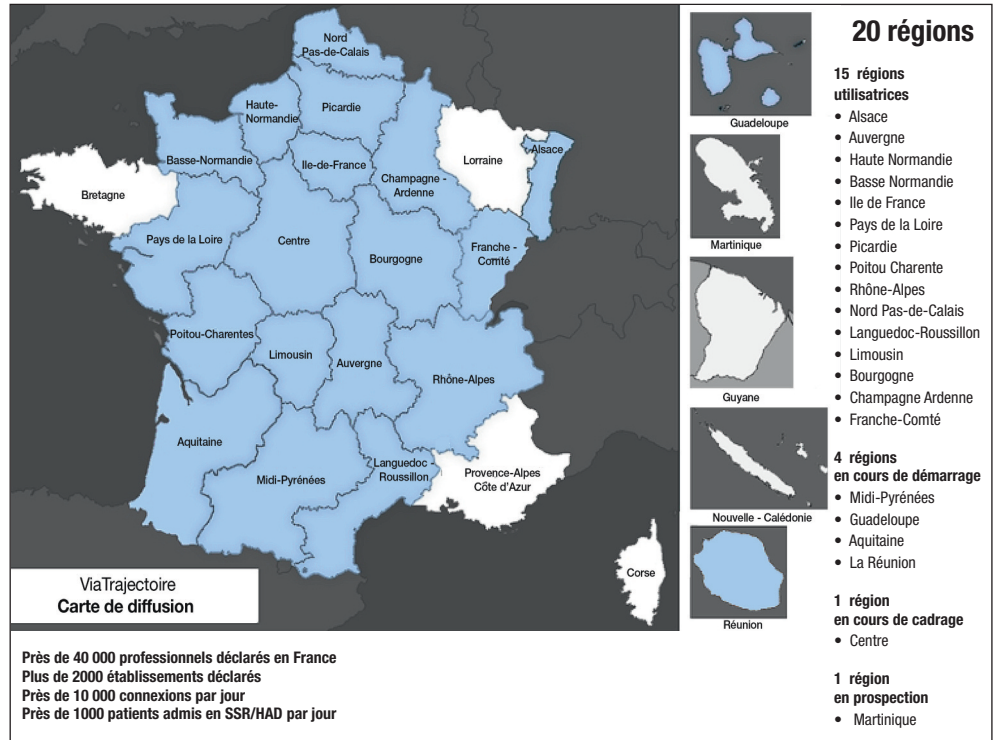 Nord
Pas-de-Calais
Haute-
Normandie
Picardie
Basse-Normandie
Ile-de-France
Champagne -
Ardenne
Lorraine
Alsace
Bretagne
Pays de la Loire
Centre
Bourgogne
Franche -
Comté
Poitou-Charentes
Limousin
Auvergne
Rhône-Alpes
Aquitaine
Midi-Pyrénées
Languedoc -
Roussillon
Provence-Alpes
Côte d'Azur
Corse
ViaTrajectoire
Carte de diffusion
Près de 40 000 professionnels déclarés en France
Plus de 2000 établissements déclarés
Près de 10 000 connexions par jour
Près de 1000 patients admis en SSR/HAD par jour
Guadeloupe
Martinique
Guyane
Nouvelle - Calédonie
Réunion
20 régions
15 régions
utilisatrices
• Alsace
• Auvergne
• Haute Normandie
• Basse Normandie
• Ile de France
• Pays de la Loire
• Picardie
• Poitou Charente
• Rhône-Alpes
• Nord Pas-de-Calais
• Languedoc-Roussillon
• Limousin
• Bourgogne
• Champagne Ardenne
• Franche-Comté
4 régions
en cours de démarrage
• Midi-Pyrénées
• Guadeloupe
• Aquitaine
• La Réunion
1 région
en cours de cadrage
• Centre
1 région
en prospection
• Martinique